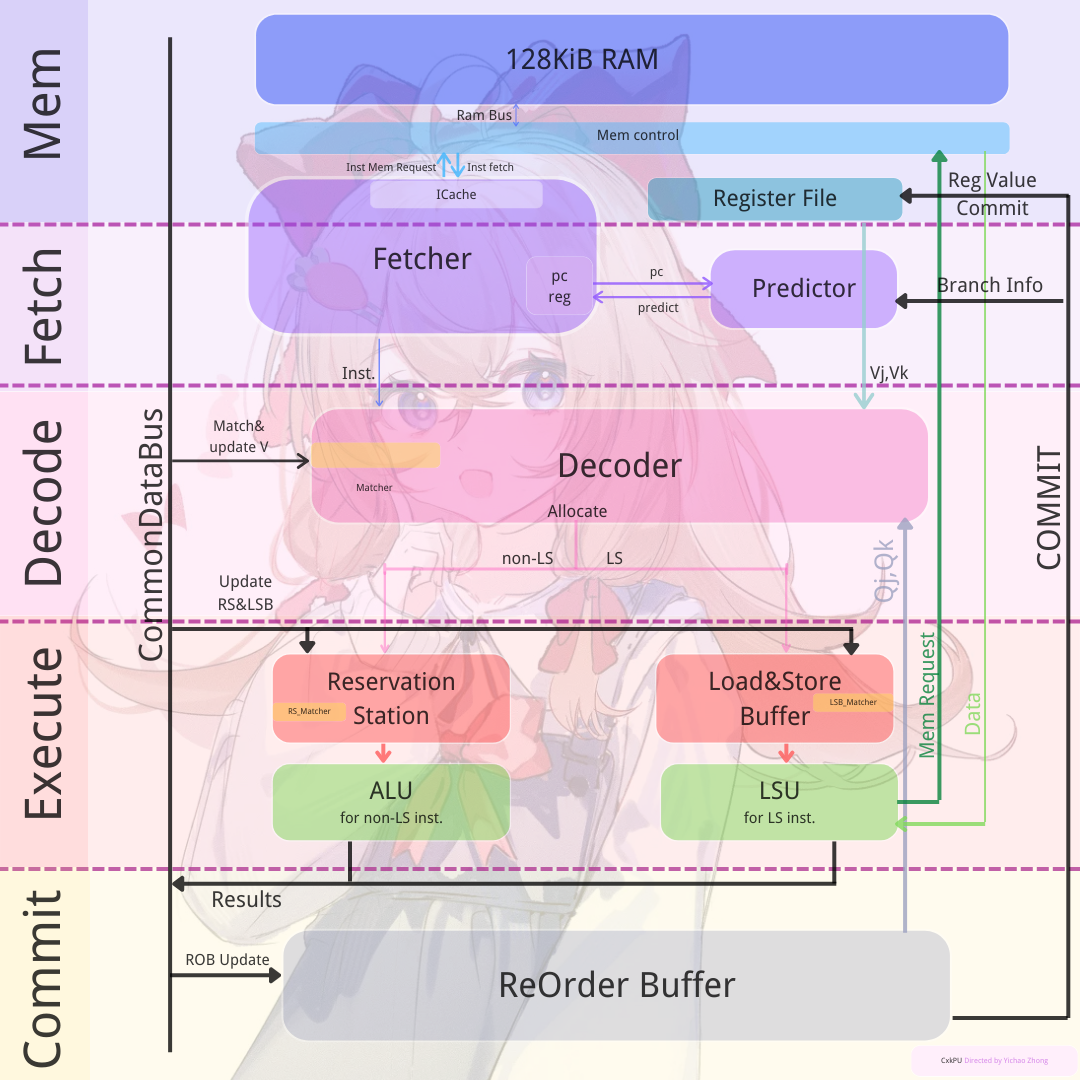 Mem
128KiB RAM
Ram Bus
Mem control
Inst Mem Request
Inst fetch
ICache
Register File
Reg Value
Commit
Fetch
Fetcher
pc
reg
pc
predict
Predictor
Branch Info
Inst.
Vj,Vk
Decode
CommonDataBus
Match&
update V
Matcher
Decoder
Allocate
non-LS
LS
Qj,Qk
COMMIT
Update
RS&LSB
Execute
Reservation
Station
RS_Matcher
Load&Store
Buffer
LSB_Matcher
Mem Request
Data
ALU
for non-LS inst.
LSU
for LS inst.
Commit
Results
ROB Update
ReOrder Buffer
CxkPU Directed by Yichao Zhong